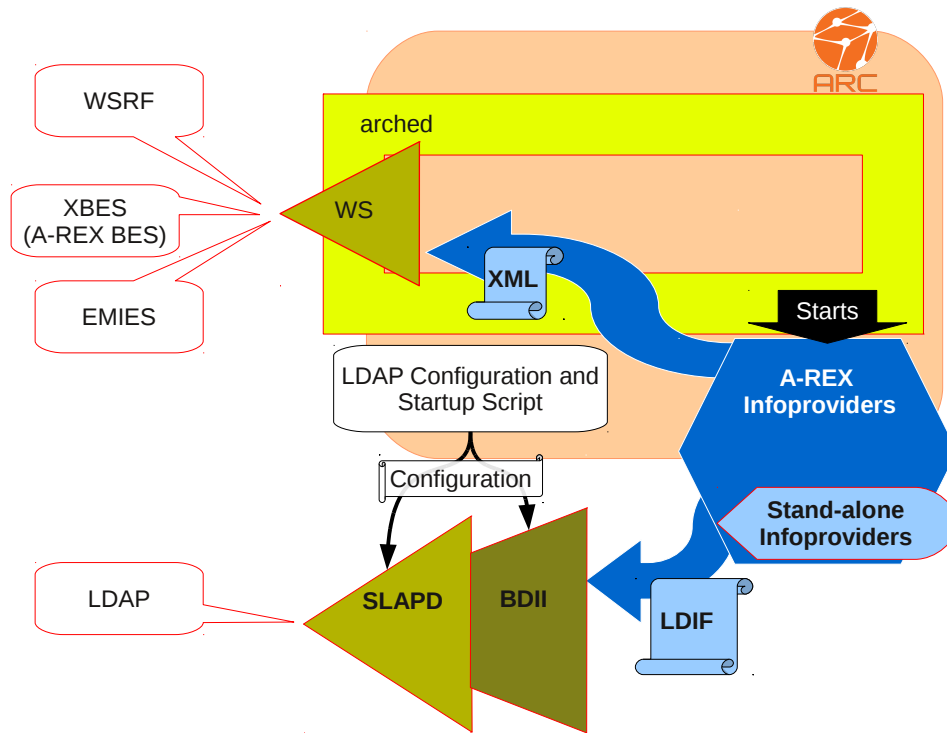 ARC
WSRF
arched
XBES
(A-REX BES)
WS
XML
EMIES
Starts
LDAP Configuration and
Startup Script
A-REX
Infoproviders
Configuration
Stand-alone
Infoproviders
LDAP
SLAPD
BDII
LDIF